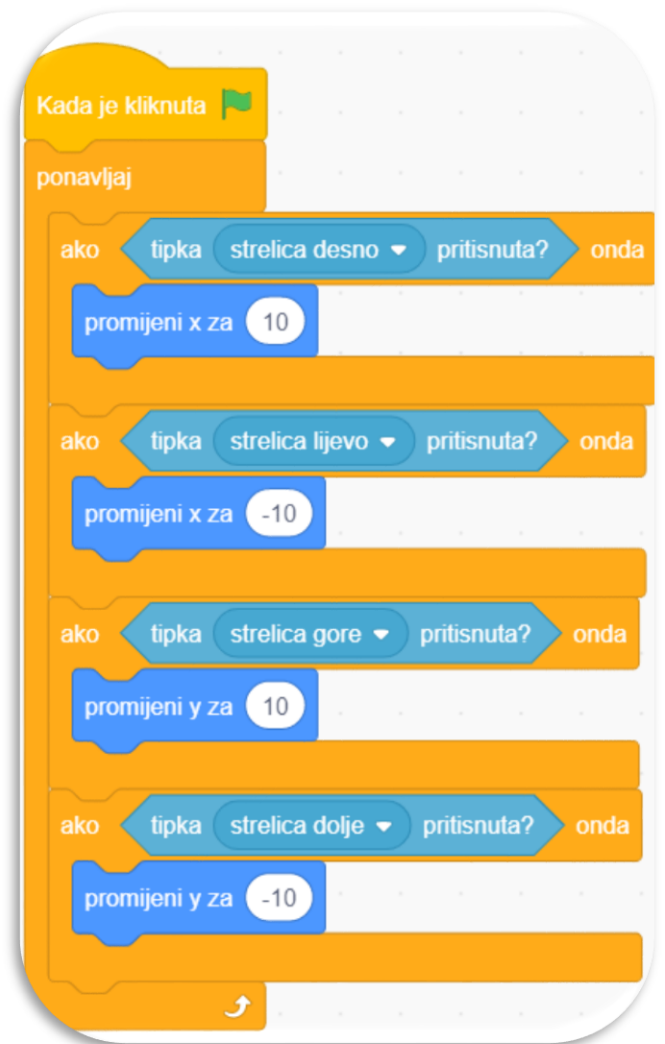 Kada je kliknuta
ponavljaj
ako tipka strelica desno pritisnuta? onda
promijeni x za 10
ako tipka strelica lijevo pritisnuta? onda
promijeni x za -10
ako tipka strelica gore pritisnuta? onda
promijeni y za 10
ako tipka strelica dolje pritisnuta? onda
promijeni y za -10